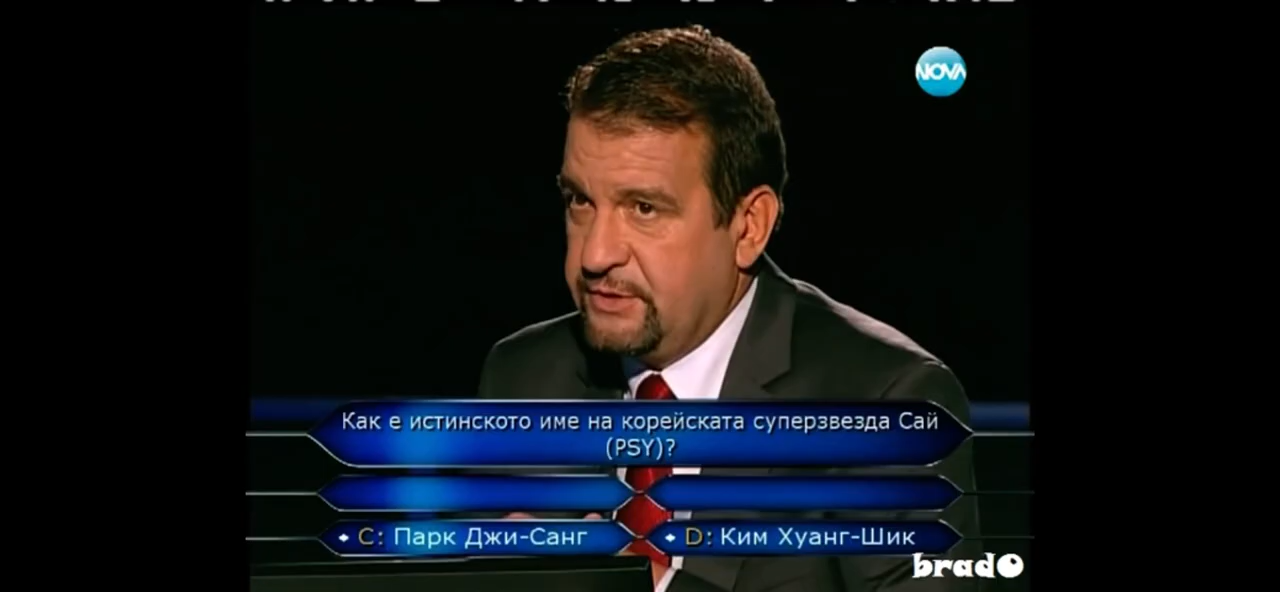 NOVA
Как е истинското име на корейската суперзвезда Сай
(PSY)?
C: Парк Джи-Санг
D: Ким Хуанг-Шик
bradO